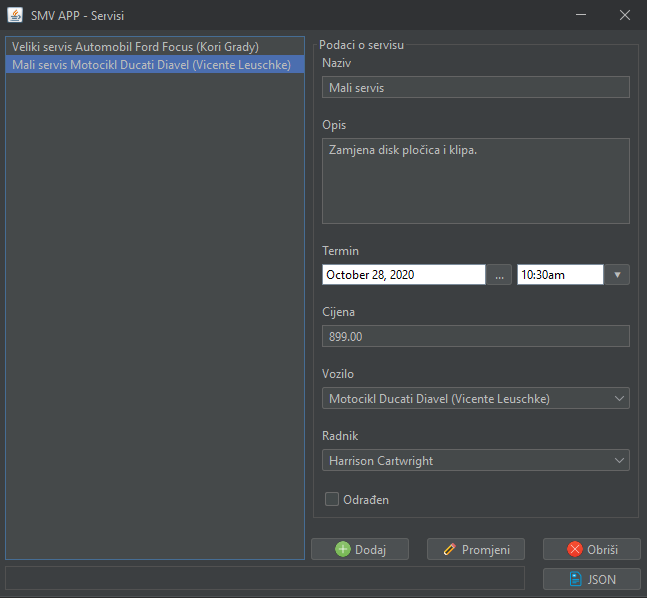 SMV APP - Servisi
Veliki servis Automobil Ford Focus (Kori Grady)
Mali servis Motocikl Ducati Diavel (Vicente Leuschke)
Podaci o servisu
Naziv
Mali servis
Opis
Zamjena disk pločica i klipa.
Termin
October 28, 2020 ... 10:30am
Cijena
899.00
Vozilo
Motocikl Ducati Diavel (Vicente Leuschke)
Radnik
Harrison Cartwright
Odrađen
Dodaj Promjeni Obriši
JSON